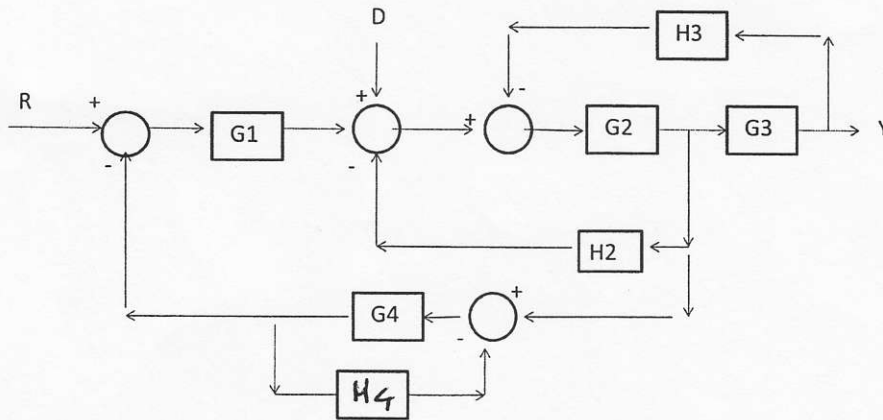 D
H3
R
+
+
-
+
G1
G2
G3
Y
-
-
H2
+
G4
-
H4